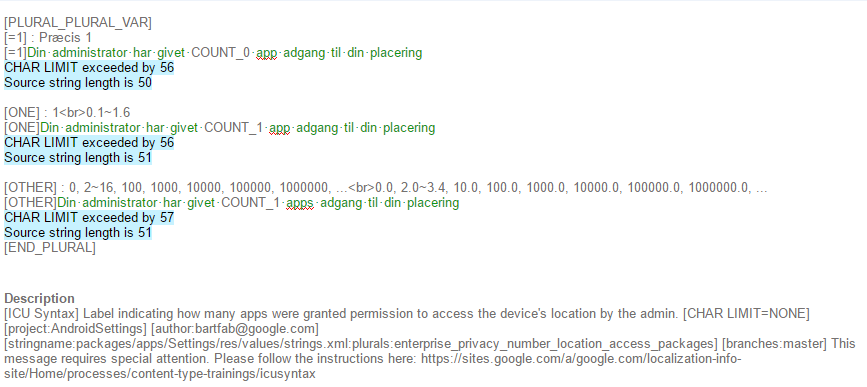 [PLURAL_PLURAL_VAR]
[=1] : Præcis 1
[=1]Din·administrator·har·givet·COUNT_0·app·adgang·til·din·placering
CHAR LIMIT exceeded by 56
Source string length is 50
[ONE] : 1<br>0.1~1.6
[ONE]Din·administrator·har·givet·COUNT_1·app·adgang·til·din·placering
CHAR LIMIT exceeded by 56
Source string length is 51
[OTHER] : 0, 2~16, 100, 1000, 10000, 100000, 1000000, …<br>0.0, 2.0~3.4, 10.0, 100.0, 1000.0, 10000.0, 100000.0, 1000000.0, …
[OTHER]Din·administrator·har·givet·COUNT_1·apps·adgang·til·din·placering
CHAR LIMIT exceeded by 57
Source string length is 51
[END_PLURAL]
Description
[ICU Syntax] Label indicating how many apps were granted permission to access the device's location by the admin. [CHAR LIMIT=NONE]
[project:AndroidSettings] [author:bartfab@google.com]
[stringname:packages/apps/Settings/res/values/strings.xml:plurals:enterprise_privacy_number_location_access_packages] [branches:master] This
message requires special attention. Please follow the instructions here: https://sites.google.com/a/google.com/localization-info-
site/Home/processes/content-type-trainings/icusyntax